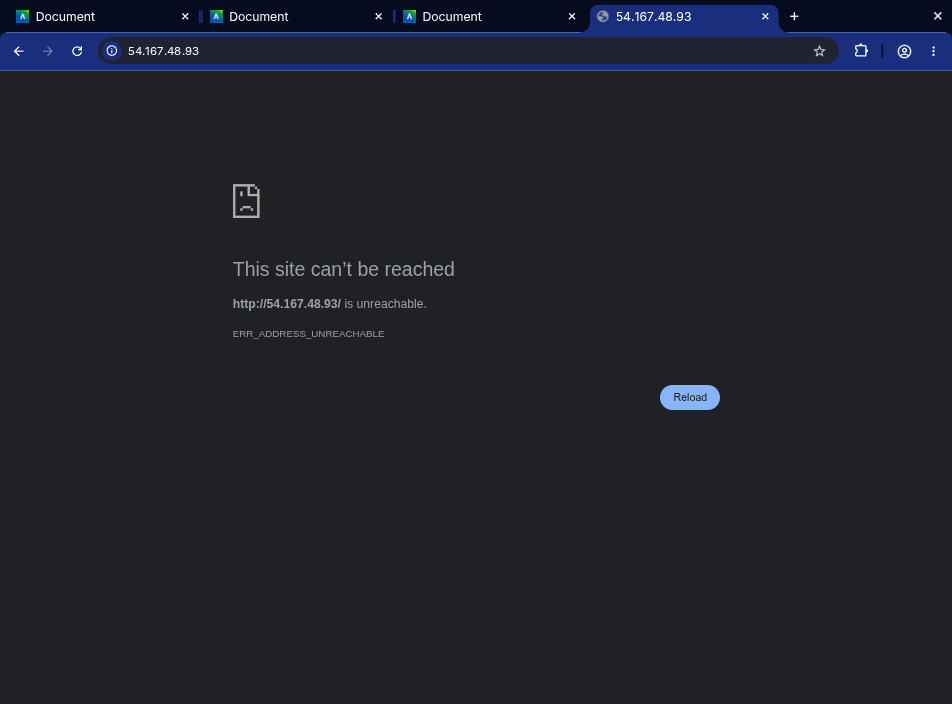 Document
Document
Document
54.167.48.93
54.167.48.93
This site can’t be reached
http://54.167.48.93/ is unreachable.
ERR_ADDRESS_UNREACHABLE
Reload